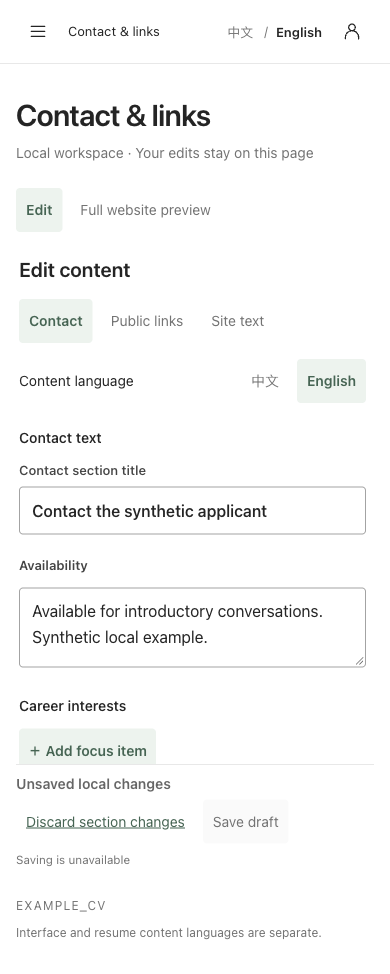 Contact & links
中文 / English
Contact & links
Local workspace · Your edits stay on this page
Edit
Full website preview
Edit content
Contact
Public links
Site text
Content language
中文
English
Contact text
Contact section title
Contact the synthetic applicant
Availability
Available for introductory conversations.
Synthetic local example.
Career interests
+ Add focus item
Unsaved local changes
Discard section changes
Save draft
Saving is unavailable
EXAMPLE_CV
Interface and resume content languages are separate.